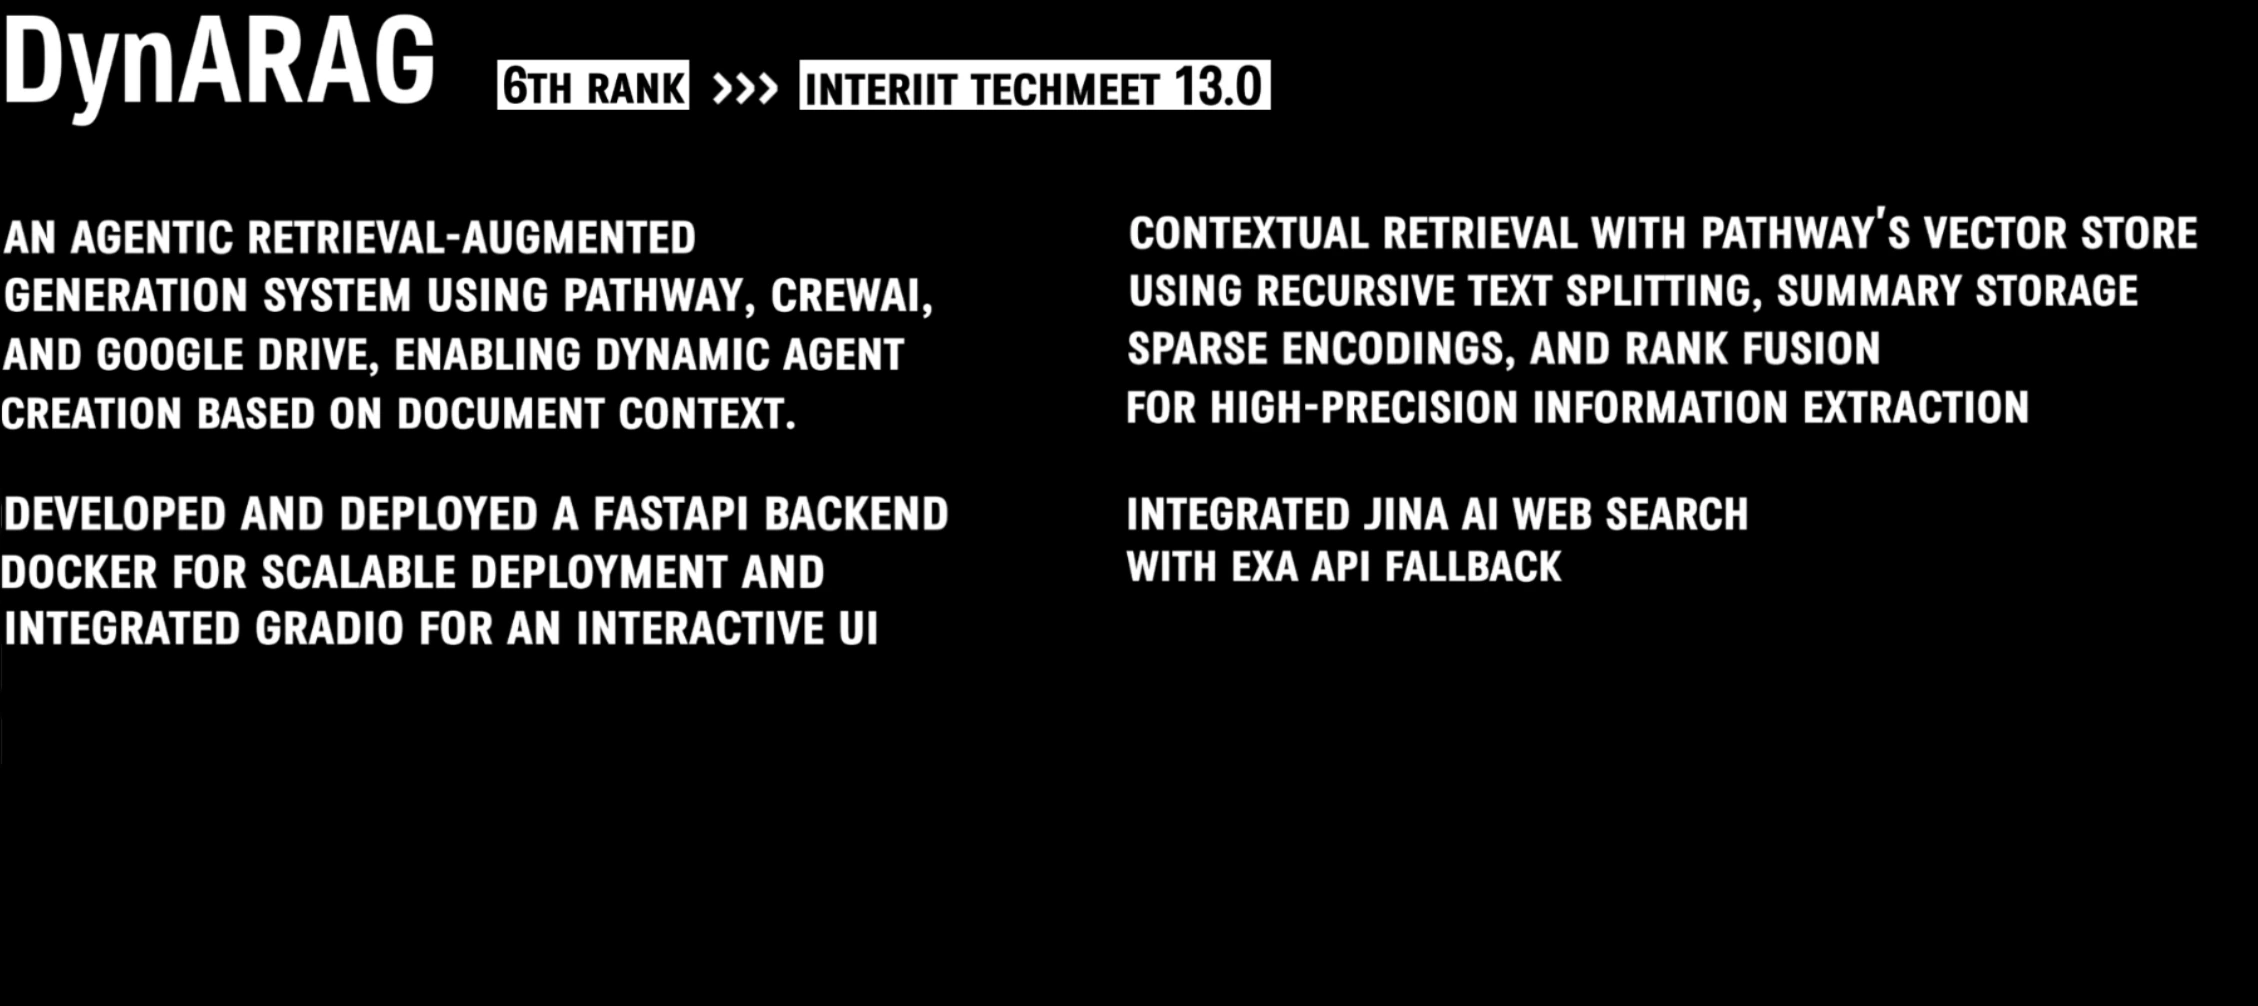 DynARAG
6TH RANK >>> INTERIIT TECHMEET 13.0
AN AGENTIC RETRIEVAL-AUGMENTED
GENERATION SYSTEM USING PATHWAY, CREWAI,
AND GOOGLE DRIVE, ENABLING DYNAMIC AGENT
CREATION BASED ON DOCUMENT CONTEXT.
DEVELOPED AND DEPLOYED A FASTAPI BACKEND
DOCKER FOR SCALABLE DEPLOYMENT AND
INTEGRATED GRADIO FOR AN INTERACTIVE UI
CONTEXTUAL RETRIEVAL WITH PATHWAY'S VECTOR STORE
USING RECURSIVE TEXT SPLITTING, SUMMARY STORAGE
SPARSE ENCODINGS, AND RANK FUSION
FOR HIGH-PRECISION INFORMATION EXTRACTION
INTEGRATED JINA AI WEB SEARCH
WITH EXA API FALLBACK